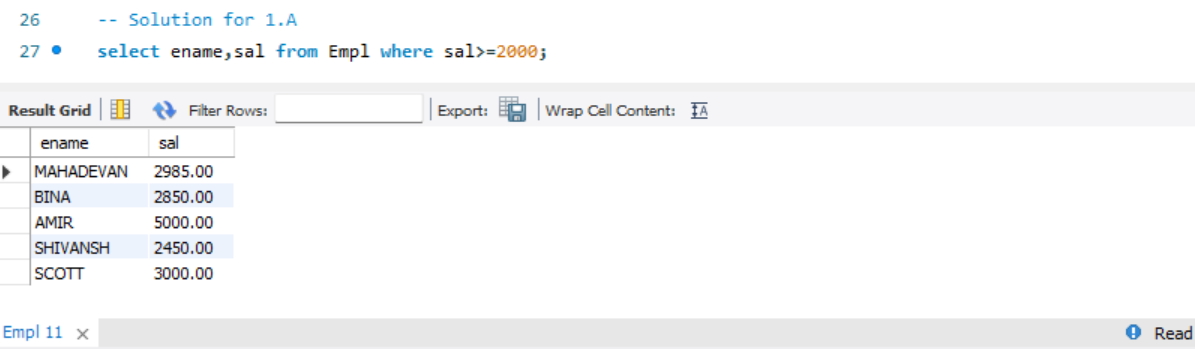 26 -- Solution for 1.A
27 select ename,sal from Empl where sal>=2000;
Result Grid Filter Rows: Export: Wrap Cell Content: IA
ename sal
MAHADEVAN 2985.00
BINA 2850.00
AMIR 5000.00
SHIVANSH 2450.00
SCOTT 3000.00
Empl 11 × Read